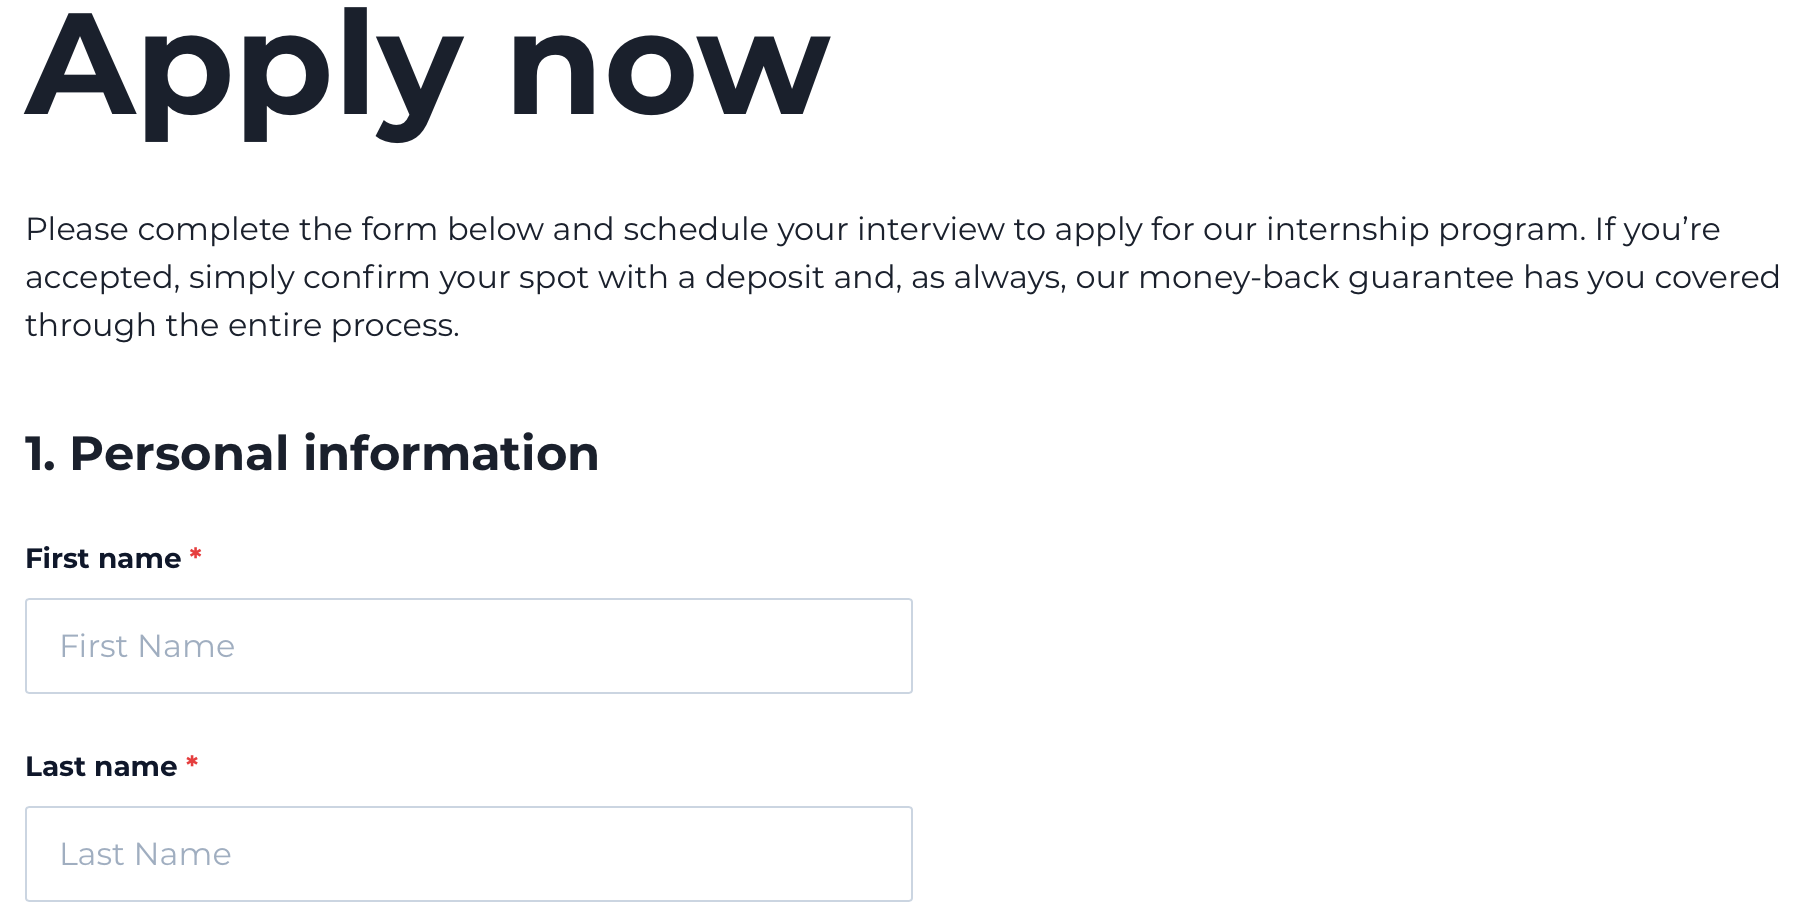 Apply now
Please complete the form below and schedule your interview to apply for our internship program. If you’re
accepted, simply confirm your spot with a deposit and, as always, our money-back guarantee has you covered
through the entire process.
1. Personal information
First name *
First Name
Last name *
Last Name